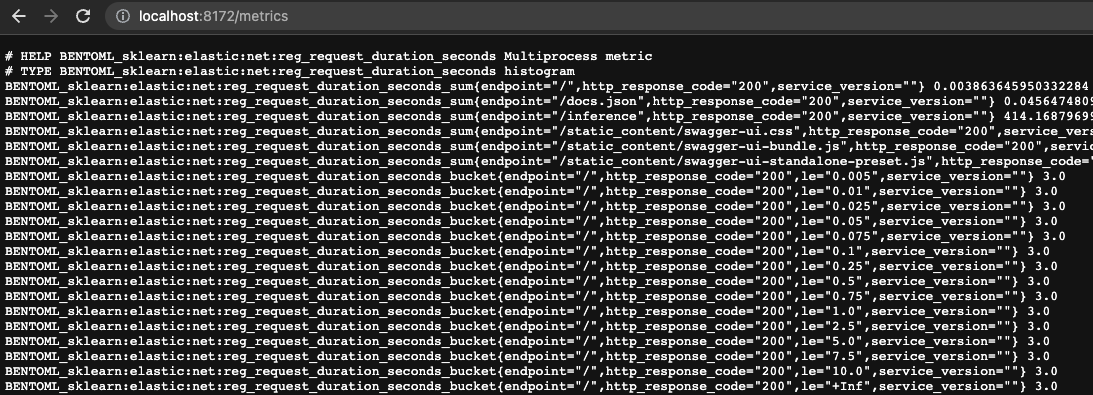 localhost:8172/metrics
# HELP BENTOML_sklearn:elastic:net:reg_request_duration_seconds Multiprocess metric
# TYPE BENTOML_sklearn:elastic:net:reg_request_duration_seconds histogram
BENTOML_sklearn:elastic:net:reg_request_duration_seconds_sum{endpoint="/",http_response_code="200",service_version=""} 0.003863645950332284
BENTOML_sklearn:elastic:net:reg_request_duration_seconds_sum{endpoint="/docs.json",http_response_code="200",service_version=""} 0.0456474809
BENTOML_sklearn:elastic:net:reg_request_duration_seconds_sum{endpoint="/inference",http_response_code="200",service_version=""} 414.16879699
BENTOML_sklearn:elastic:net:reg_request_duration_seconds_sum{endpoint="/static_content/swagger-ui.css",http_response_code="200",service_vers
BENTOML_sklearn:elastic:net:reg_request_duration_seconds_sum{endpoint="/static_content/swagger-ui-bundle.js",http_response_code="200",servic
BENTOML_sklearn:elastic:net:reg_request_duration_seconds_sum{endpoint="/static_content/swagger-ui-standalone-preset.js",http_response_code="
BENTOML_sklearn:elastic:net:reg_request_duration_seconds_bucket{endpoint="/",http_response_code="200",le="0.005",service_version=""} 3.0
BENTOML_sklearn:elastic:net:reg_request_duration_seconds_bucket{endpoint="/",http_response_code="200",le="0.01",service_version=""} 3.0
BENTOML_sklearn:elastic:net:reg_request_duration_seconds_bucket{endpoint="/",http_response_code="200",le="0.025",service_version=""} 3.0
BENTOML_sklearn:elastic:net:reg_request_duration_seconds_bucket{endpoint="/",http_response_code="200",le="0.05",service_version=""} 3.0
BENTOML_sklearn:elastic:net:reg_request_duration_seconds_bucket{endpoint="/",http_response_code="200",le="0.075",service_version=""} 3.0
BENTOML_sklearn:elastic:net:reg_request_duration_seconds_bucket{endpoint="/",http_response_code="200",le="0.1",service_version=""} 3.0
BENTOML_sklearn:elastic:net:reg_request_duration_seconds_bucket{endpoint="/",http_response_code="200",le="0.25",service_version=""} 3.0
BENTOML_sklearn:elastic:net:reg_request_duration_seconds_bucket{endpoint="/",http_response_code="200",le="0.5",service_version=""} 3.0
BENTOML_sklearn:elastic:net:reg_request_duration_seconds_bucket{endpoint="/",http_response_code="200",le="0.75",service_version=""} 3.0
BENTOML_sklearn:elastic:net:reg_request_duration_seconds_bucket{endpoint="/",http_response_code="200",le="1.0",service_version=""} 3.0
BENTOML_sklearn:elastic:net:reg_request_duration_seconds_bucket{endpoint="/",http_response_code="200",le="2.5",service_version=""} 3.0
BENTOML_sklearn:elastic:net:reg_request_duration_seconds_bucket{endpoint="/",http_response_code="200",le="5.0",service_version=""} 3.0
BENTOML_sklearn:elastic:net:reg_request_duration_seconds_bucket{endpoint="/",http_response_code="200",le="7.5",service_version=""} 3.0
BENTOML_sklearn:elastic:net:reg_request_duration_seconds_bucket{endpoint="/",http_response_code="200",le="10.0",service_version=""} 3.0
BENTOML_sklearn:elastic:net:reg_request_duration_seconds_bucket{endpoint="/",http_response_code="200",le="+Inf",service_version=""} 3.0